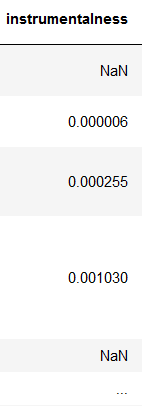 instrumentalness
NaN
0.000006
0.000255
0.001030
NaN
...